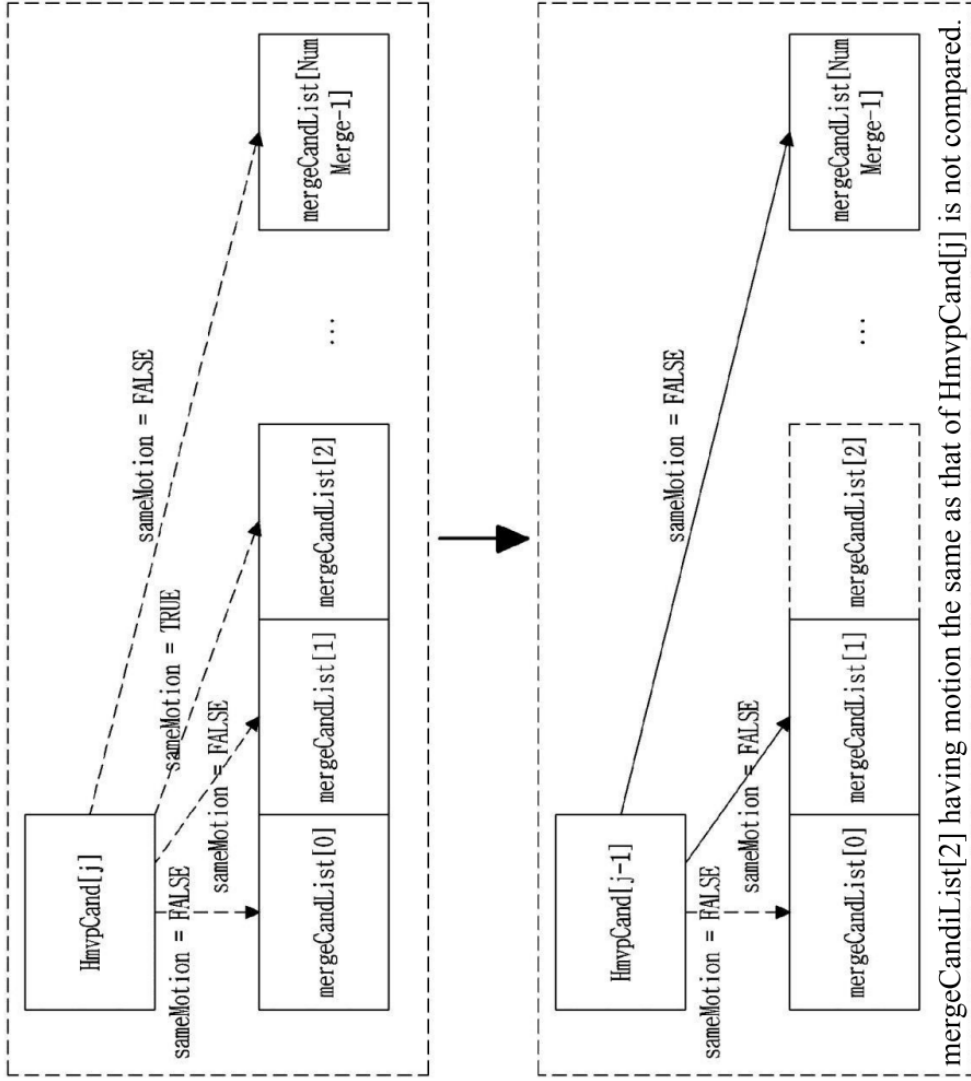 HmvpCand[j]
sameMotion = FALSE
sameMotion = FALSE
sameMotion = TRUE
sameMotion = FALSE
mergeCandList[0]
mergeCandList[1]
mergeCandList[2]
...
mergeCandList[Num
Merge-1]
HmvpCand[j-1]
sameMotion = FALSE
sameMotion = FALSE
sameMotion = FALSE
mergeCandList[0]
mergeCandList[1]
mergeCandList[2]
...
mergeCandList[Num
Merge-1]
mergeCandiList[2] having motion the same as that of HmvpCand[j] is not compared.